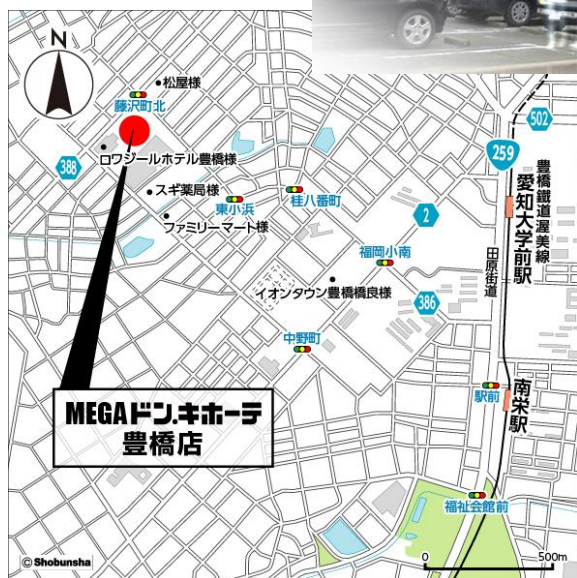 N
松屋様
藤沢町北
502
259
ロワジールホテル豊橋様
388
スギ薬局様
東小浜
桂八番町
ファミリーマート様
2
福岡小南
豊橋鐵道渥美線
愛知大学前駅
田原街道
イオンタウン豊橋橋良様
386
中野町
駅前
南栄駅
MEGAドン.キホーテ
豊橋店
福祉会館前
© Shobunsha
0 500m